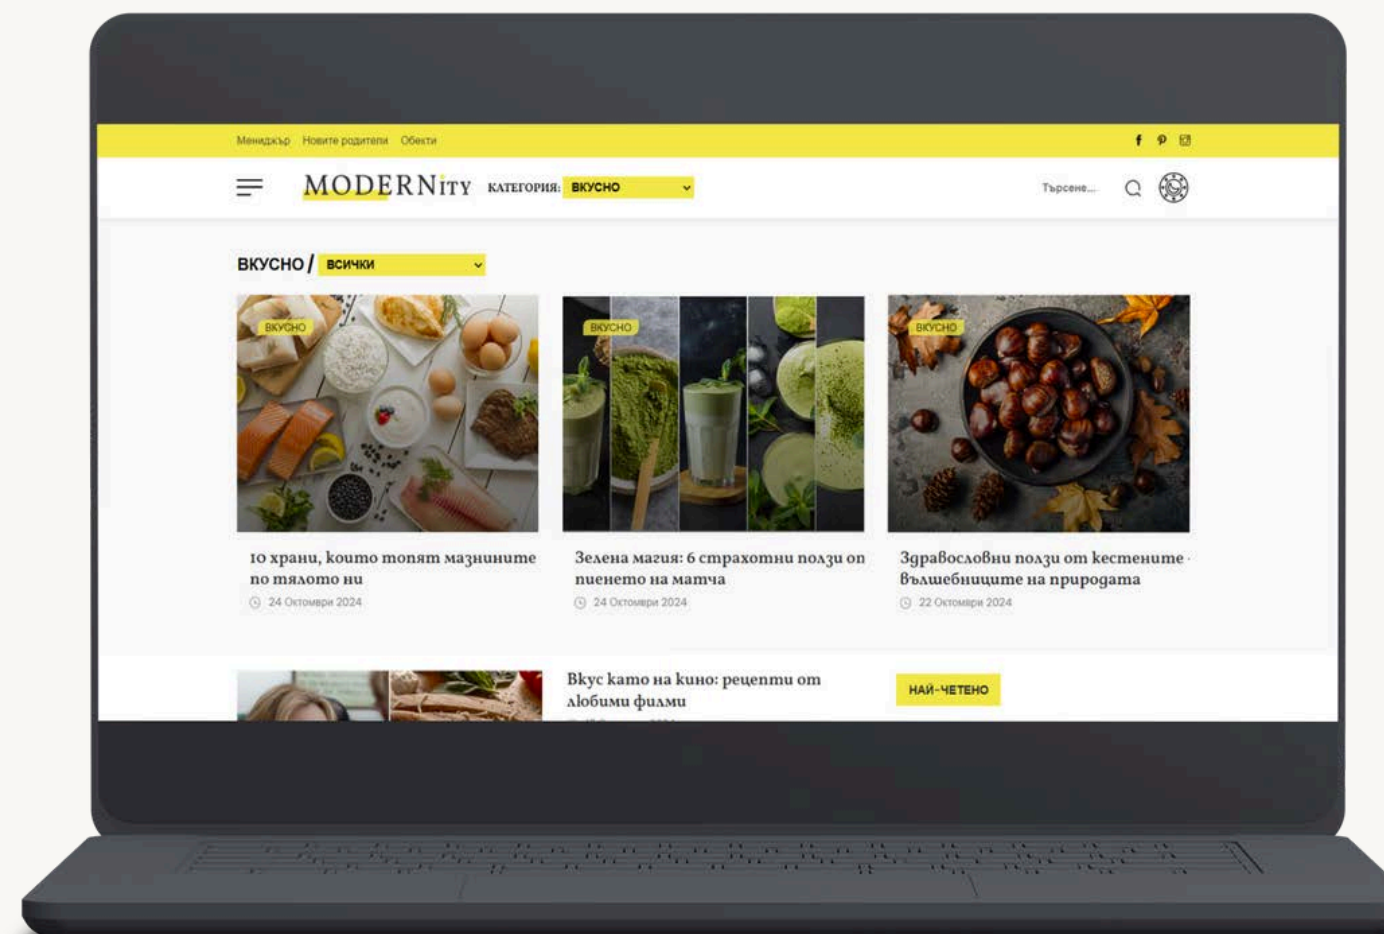 Мениджър Новите родители Обекти
MODERNiTY КАТЕГОРИЯ: ВКУСНО
Търсене...
ВКУСНО / ВСИЧКИ
ВКУСНО
ВКУСНО
ВКУСНО
10 храни, които топят мазнините
по тялото ни
24 Октомври 2024
Зелена магия: 6 страхотни ползи от
пиенето на матча
24 Октомври 2024
Здравословни ползи от кестените -
вълшебниците на природата
22 Октомври 2024
Вкус като на кино: рецепти от
любими филми
НАЙ-ЧЕТЕНО